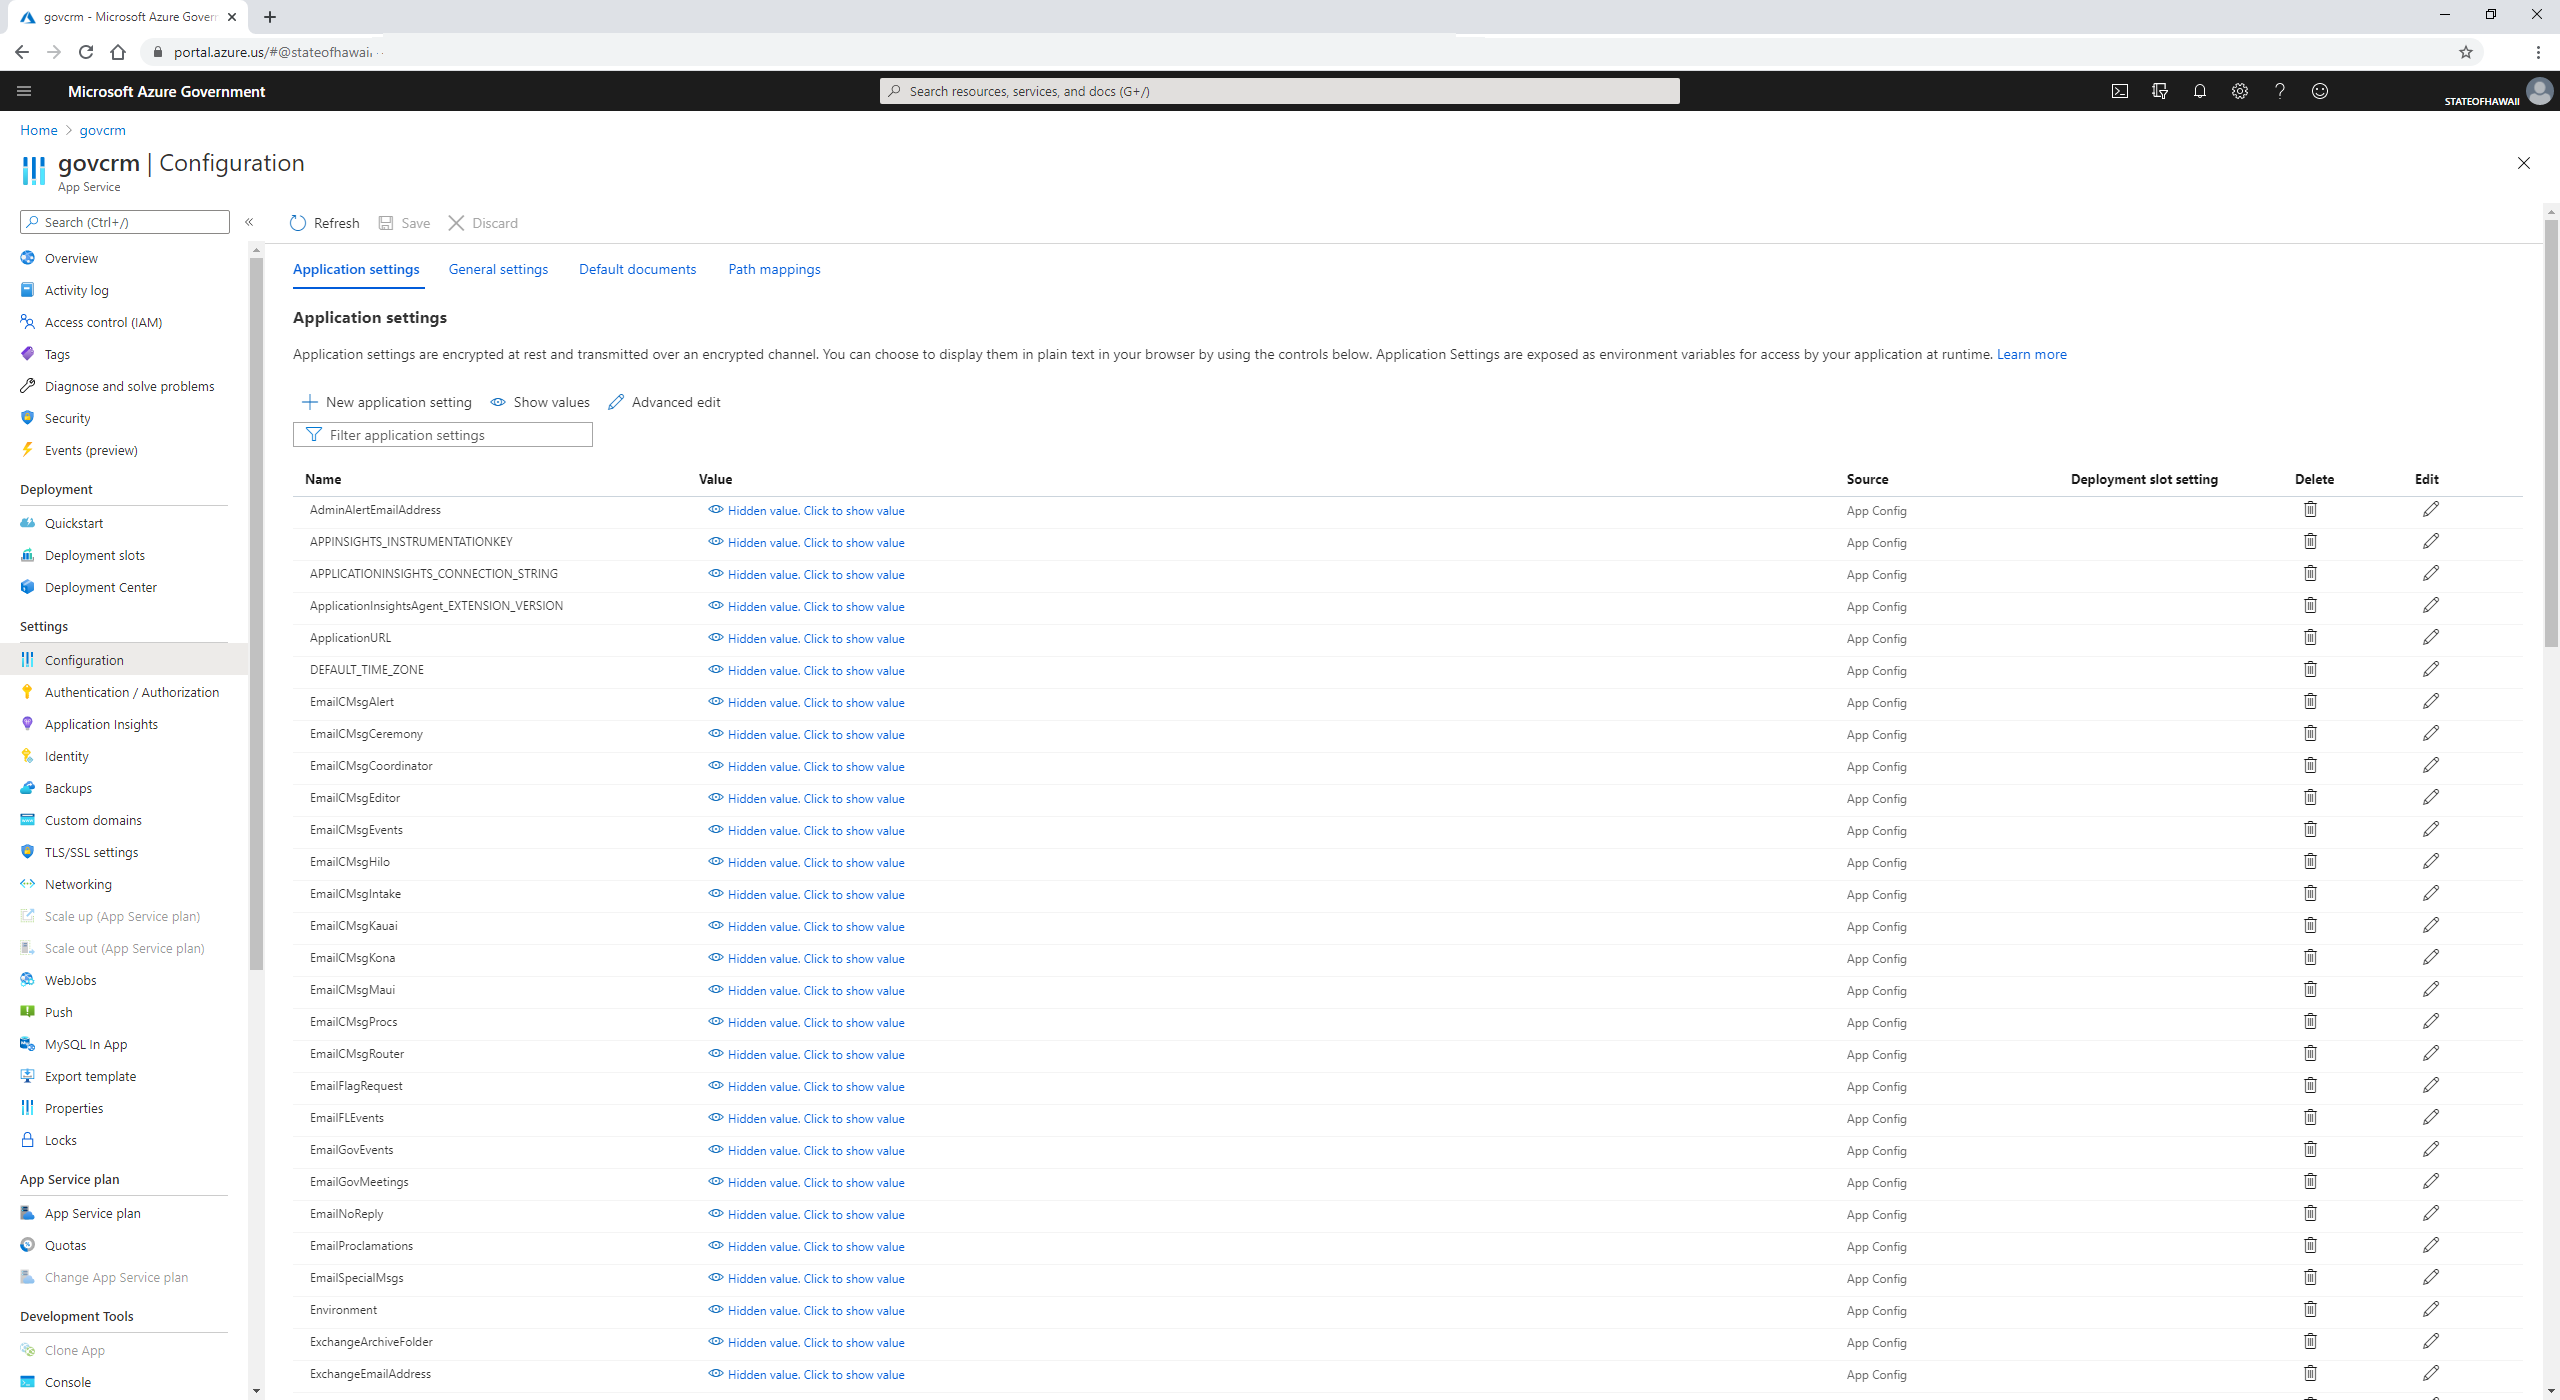 govcrm - Microsoft Azure Gover
portal.azure.us/#@stateofhawaii
Microsoft Azure Government
Search resources, services, and docs (G+/)
STATEOFHAWAII
Home > govcrm
govcrm | Configuration
App Service
Search (Ctrl+/)
Overview
Activity log
Access control (IAM)
Tags
Diagnose and solve problems
Security
Events (preview)
Deployment
Quickstart
Deployment slots
Deployment Center
Settings
Configuration
Authentication / Authorization
Application Insights
Identity
Backups
Custom domains
TLS/SSL settings
Networking
Scale up (App Service plan)
Scale out (App Service plan)
WebJobs
Push
MySQL In App
Export template
Properties
Locks
App Service plan
App Service plan
Quotas
Change App Service plan
Development Tools
Clone App
Console
Refresh Save Discard
Application settings General settings Default documents Path mappings
Application settings
Application settings are encrypted at rest and transmitted over an encrypted channel. You can choose to display them in plain text in your browser by using the controls below. Application Settings are exposed as environment variables for access by your application at runtime. Learn more
New application setting Show values Advanced edit
Filter application settings
Name Value Source Deployment slot setting Delete Edit
AdminAlertEmailAddress Hidden value. Click to show value App Config
APPINSIGHTS_INSTRUMENTATIONKEY Hidden value. Click to show value App Config
APPLICATIONINSIGHTS_CONNECTION_STRING Hidden value. Click to show value App Config
ApplicationInsightsAgent_EXTENSION_VERSION Hidden value. Click to show value App Config
ApplicationURL Hidden value. Click to show value App Config
DEFAULT_TIME_ZONE Hidden value. Click to show value App Config
EmailCMsgAlert Hidden value. Click to show value App Config
EmailCMsgCeremony Hidden value. Click to show value App Config
EmailCMsgCoordinator Hidden value. Click to show value App Config
EmailCMsgEditor Hidden value. Click to show value App Config
EmailCMsgEvents Hidden value. Click to show value App Config
EmailCMsgHilo Hidden value. Click to show value App Config
EmailCMsgIntake Hidden value. Click to show value App Config
EmailCMsgKauai Hidden value. Click to show value App Config
EmailCMsgKona Hidden value. Click to show value App Config
EmailCMsgMaui Hidden value. Click to show value App Config
EmailCMsgProcs Hidden value. Click to show value App Config
EmailCMsgRouter Hidden value. Click to show value App Config
EmailFlagRequest Hidden value. Click to show value App Config
EmailFLEvents Hidden value. Click to show value App Config
EmailGovEvents Hidden value. Click to show value App Config
EmailGovMeetings Hidden value. Click to show value App Config
EmailNoReply Hidden value. Click to show value App Config
EmailProclamations Hidden value. Click to show value App Config
EmailSpecialMsgs Hidden value. Click to show value App Config
Environment Hidden value. Click to show value App Config
ExchangeArchiveFolder Hidden value. Click to show value App Config
ExchangeEmailAddress Hidden value. Click to show value App Config